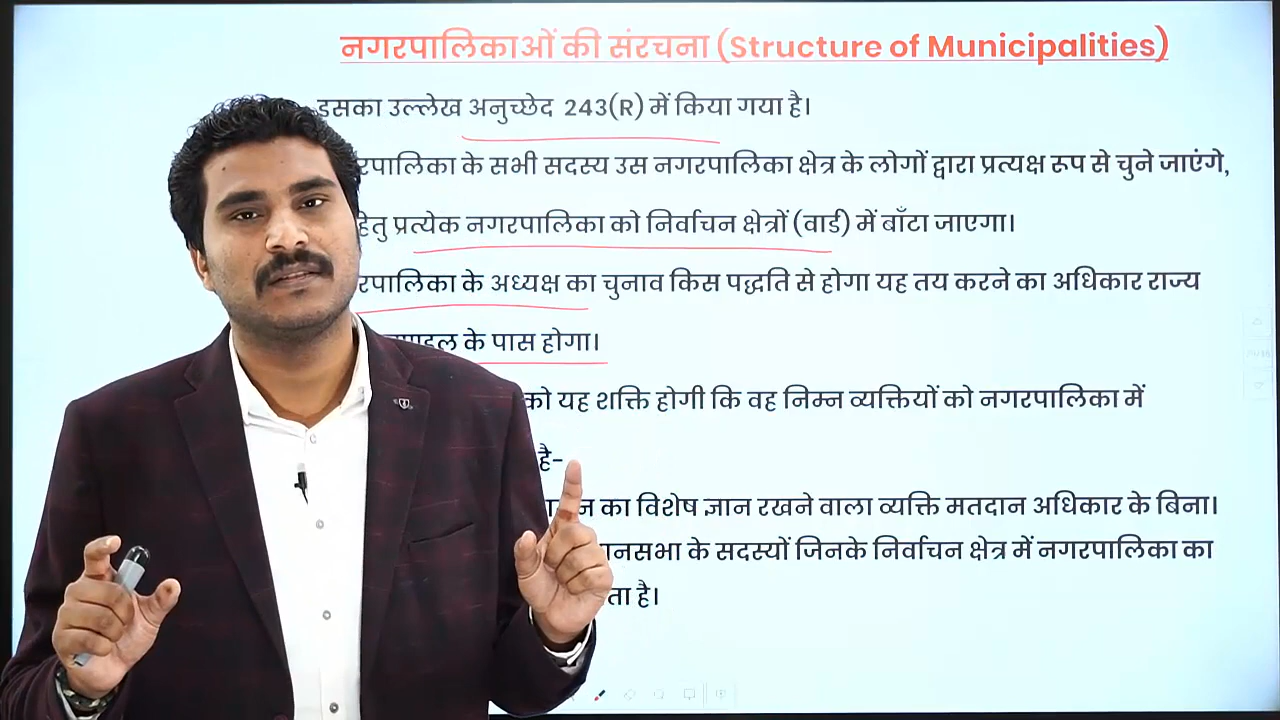 नगरपालिकाओं की संरचना (Structure of Municipalities)
इसका उल्लेख अनुच्छेद 243(R) में किया गया है।
के सभी सदस्य उस नगरपालिका क्षेत्र के लोगों द्वारा प्रत्यक्ष रूप से चुने जाएंगे,
हेतु प्रत्येक नगरपालिका को निर्वाचन क्षेत्रों (वार्ड) में बाँटा जाएगा।
के अध्यक्ष का चुनाव किस पद्धति से होगा यह तय करने का अधिकार राज्य
के पास होगा।
को यह शक्ति होगी कि वह निम्न व्यक्तियों को नगरपालिका में
है-
का विशेष ज्ञान रखने वाला व्यक्ति मतदान अधिकार के बिना।
के सदस्यों जिनके निर्वाचन क्षेत्र में नगरपालिका का
है।